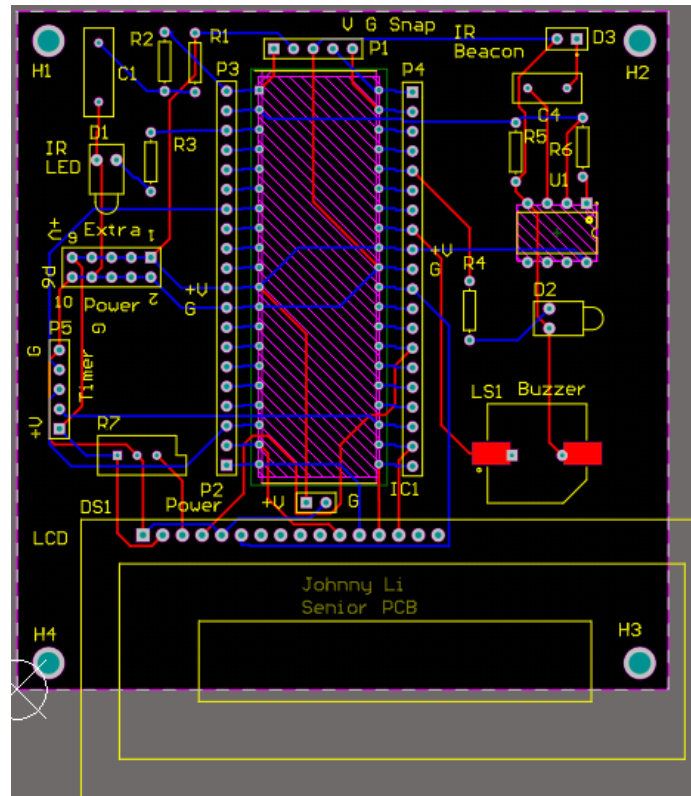 V G Snap
H1
R2
R1
P1
IR
Beacon
D3
H2
C1
P3
P4
C4
D1
R3
R5
R6
IR
LED
U1
+V
6
Extra
1
+V
G
P6
10
Power
2
+V
G
R4
D2
G
P5
G
Timer
+V
R7
LS1
Buzzer
P2
Power
+V
G
IC1
DS1
LCD
Johnny Li
Senior PCB
H4
H3